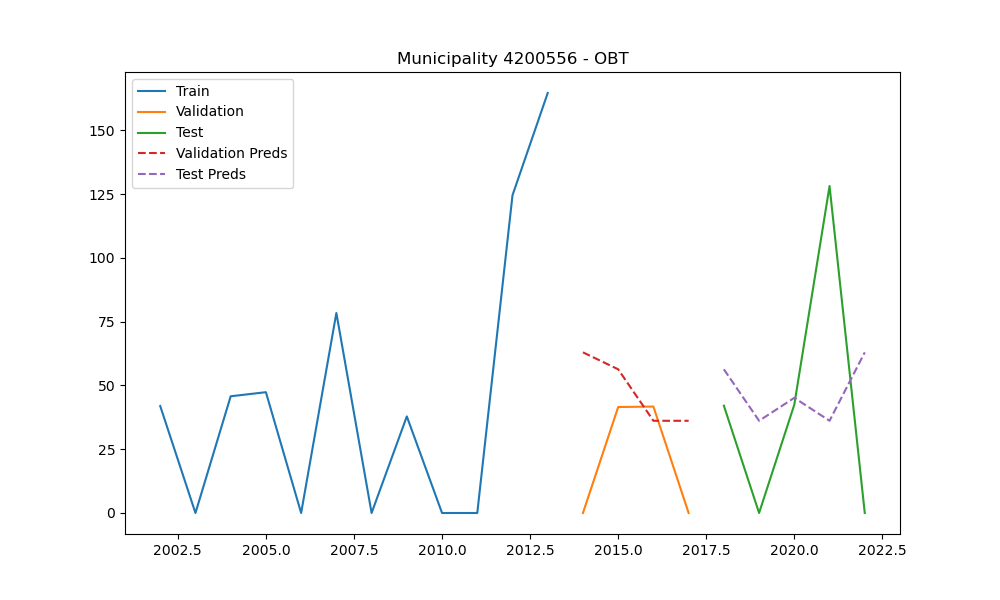 Municipality 4200556 - OBT
Train
Validation
Test
Validation Preds
Test Preds
150
125
100
75
50
25
0
2002.5 2005.0 2007.5 2010.0 2012.5 2015.0 2017.5 2020.0 2022.5